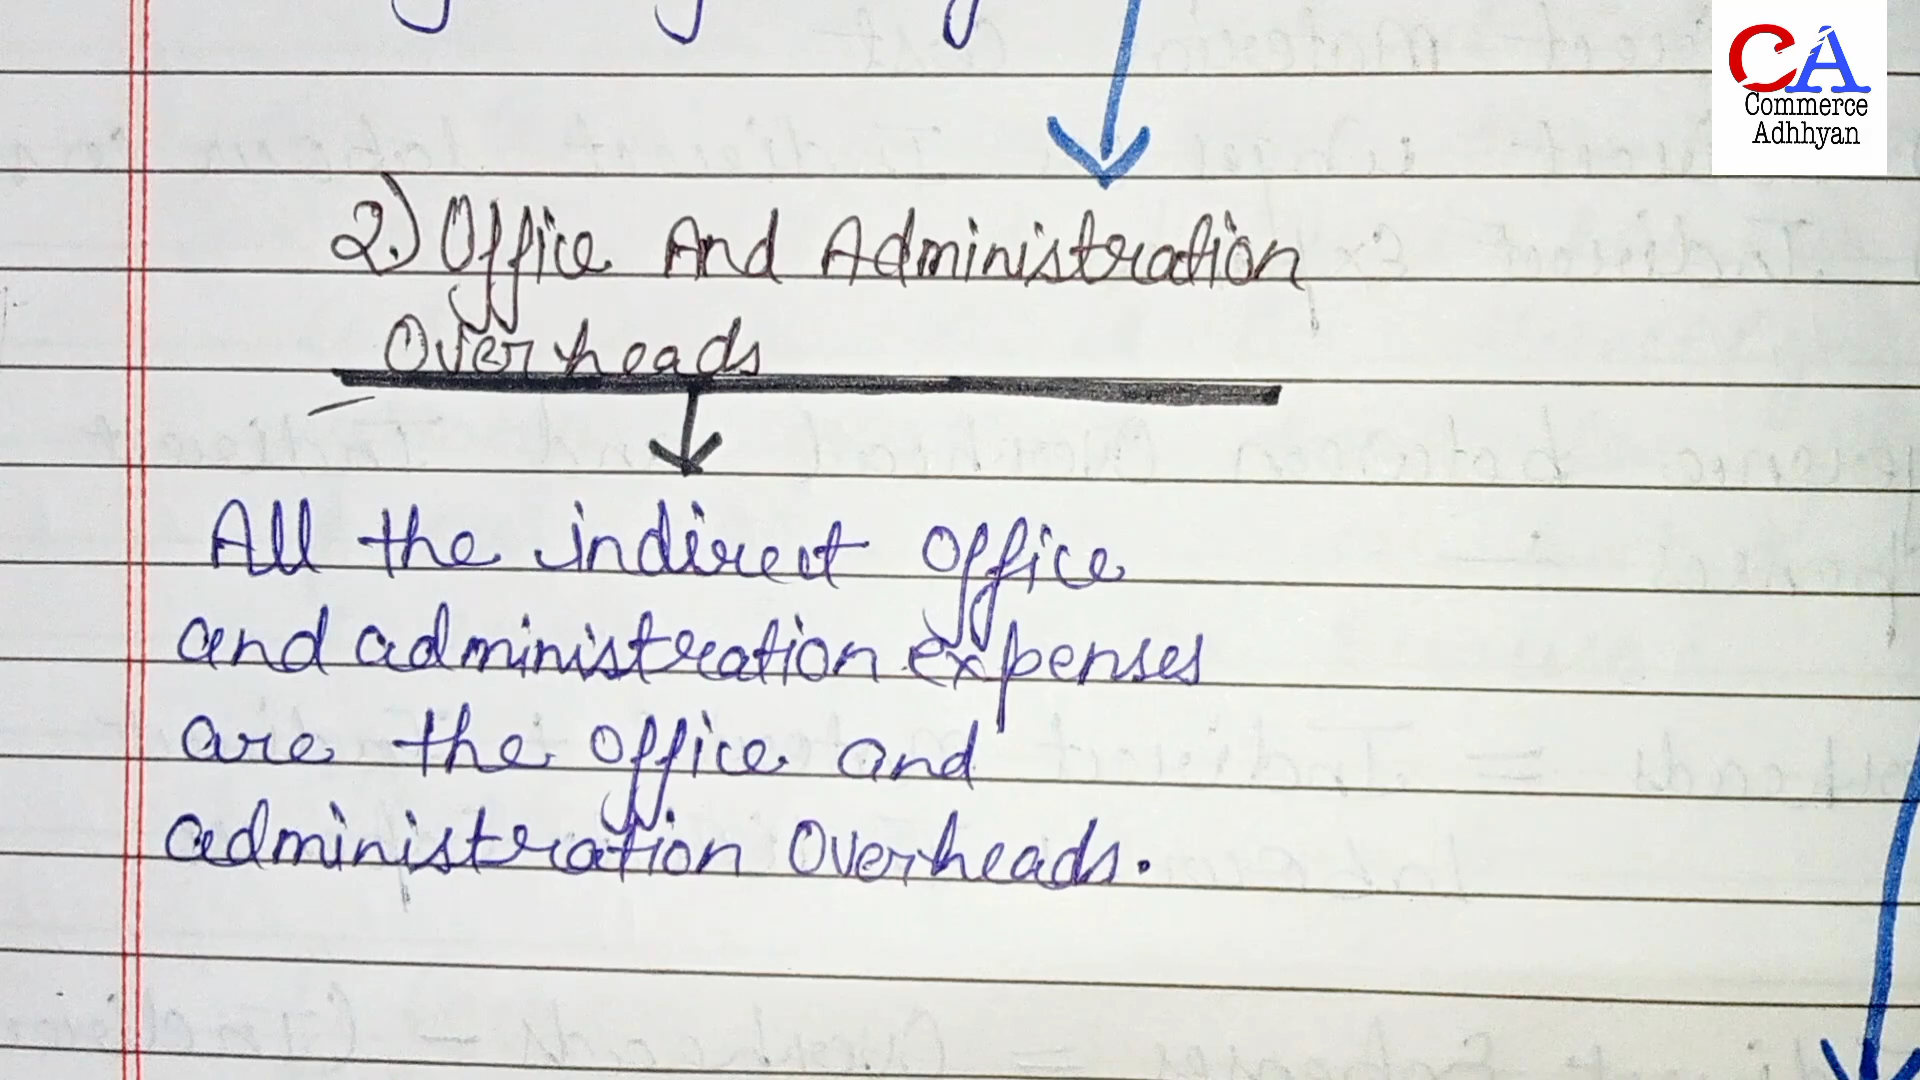 CA
Commerce
Adhhyan
2.) Office And Administration
Overheads
All the indirect office
and administration expenses
are the office and
administration Overheads.